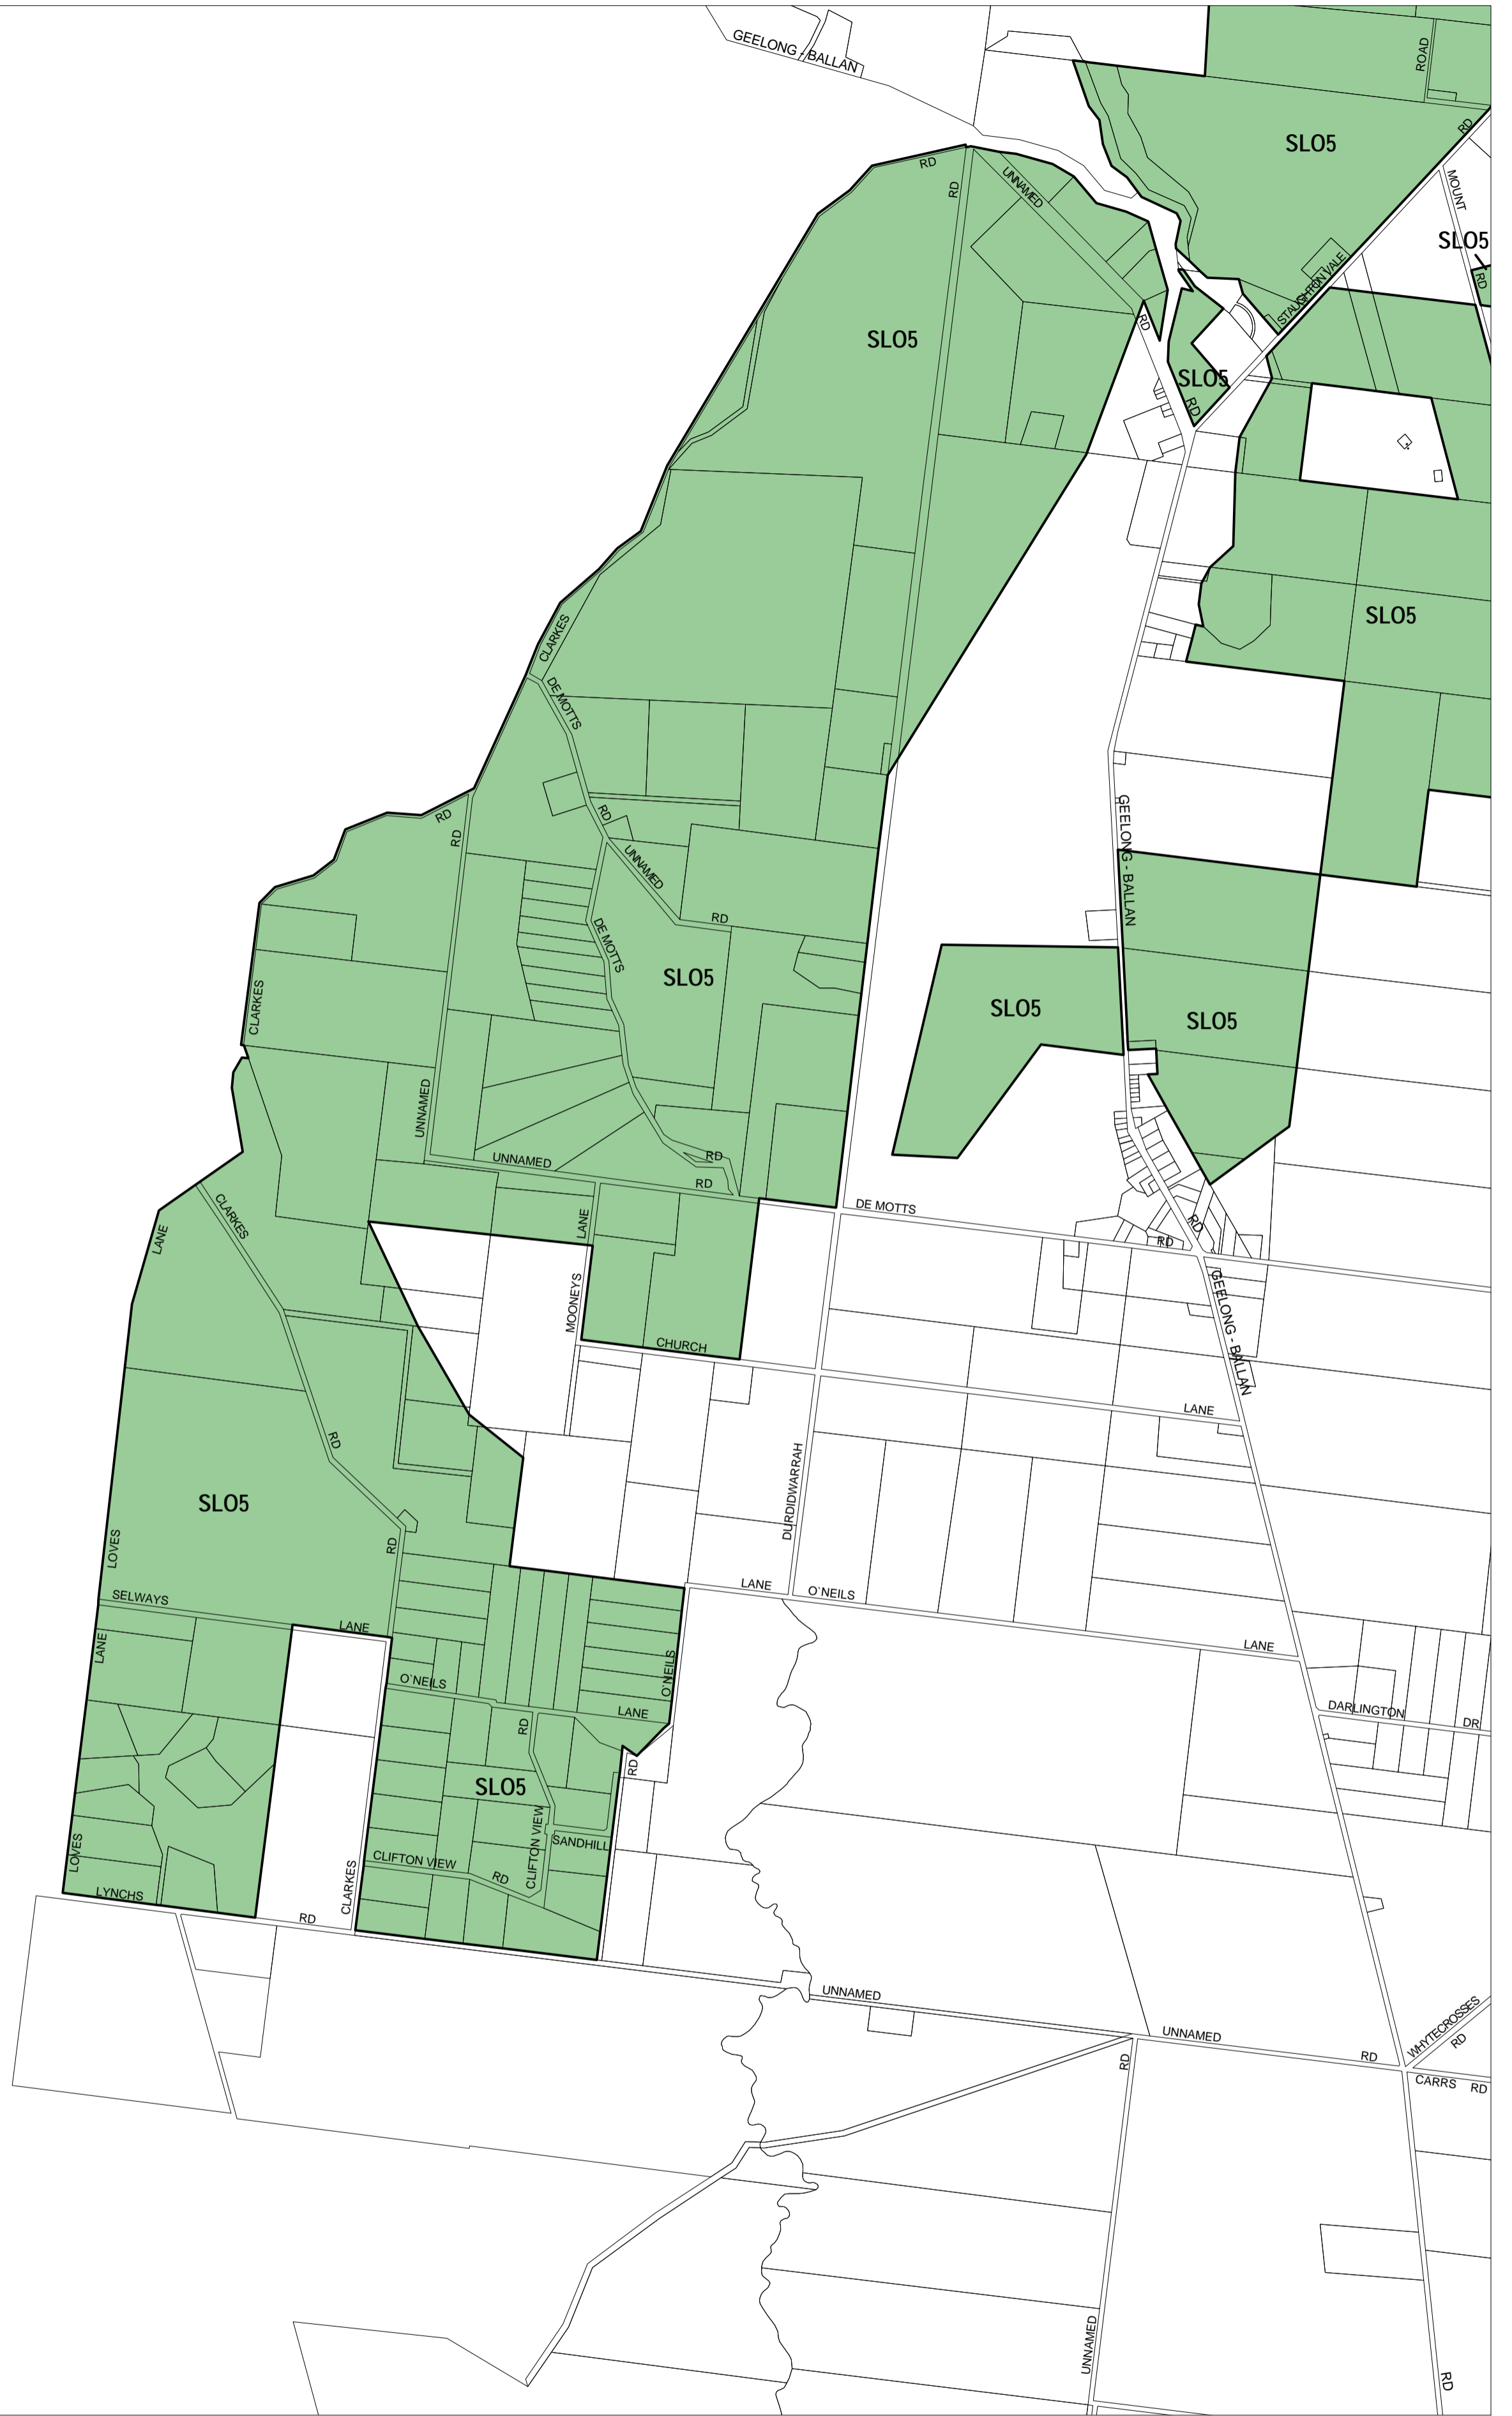 GEELONG - BALLAN
ROAD
SLO5
RD
MOUNT
RD
UNNAMED
RD
SLO5
STAUGHTON VALE
RD
RD
SLO5
SLO5
RD
SLO5
CLARKES
DE MOTTS
RD
GEELONG - BALLAN
RD
RD
UNNAMED
RD
DE MOTTS
SLO5
SLO5
SLO5
CLARKES
UNNAMED
UNNAMED
RD
RD
DE MOTTS
RD
RD
LANE
CLARKES
LANE
MOONEYS
CHURCH
GEELONG - BALLAN
LANE
RD
DURDIDWARRAH
SLO5
LOVES
RD
SELWAYS
LANE
LANE
O'NEILS
LANE
LANE
O'NEILS
O'NEILS
LANE
DARLINGTON
DR
RD
RD
SLO5
SANDHILL
CLIFTON VIEW
CLIFTON VIEW
RD
LOVES
LYNCHS
RD
CLARKES
UNNAMED
UNNAMED
RD
WHYTECROSSES
RD
CARRS RD
RD
UNNAMED
RD